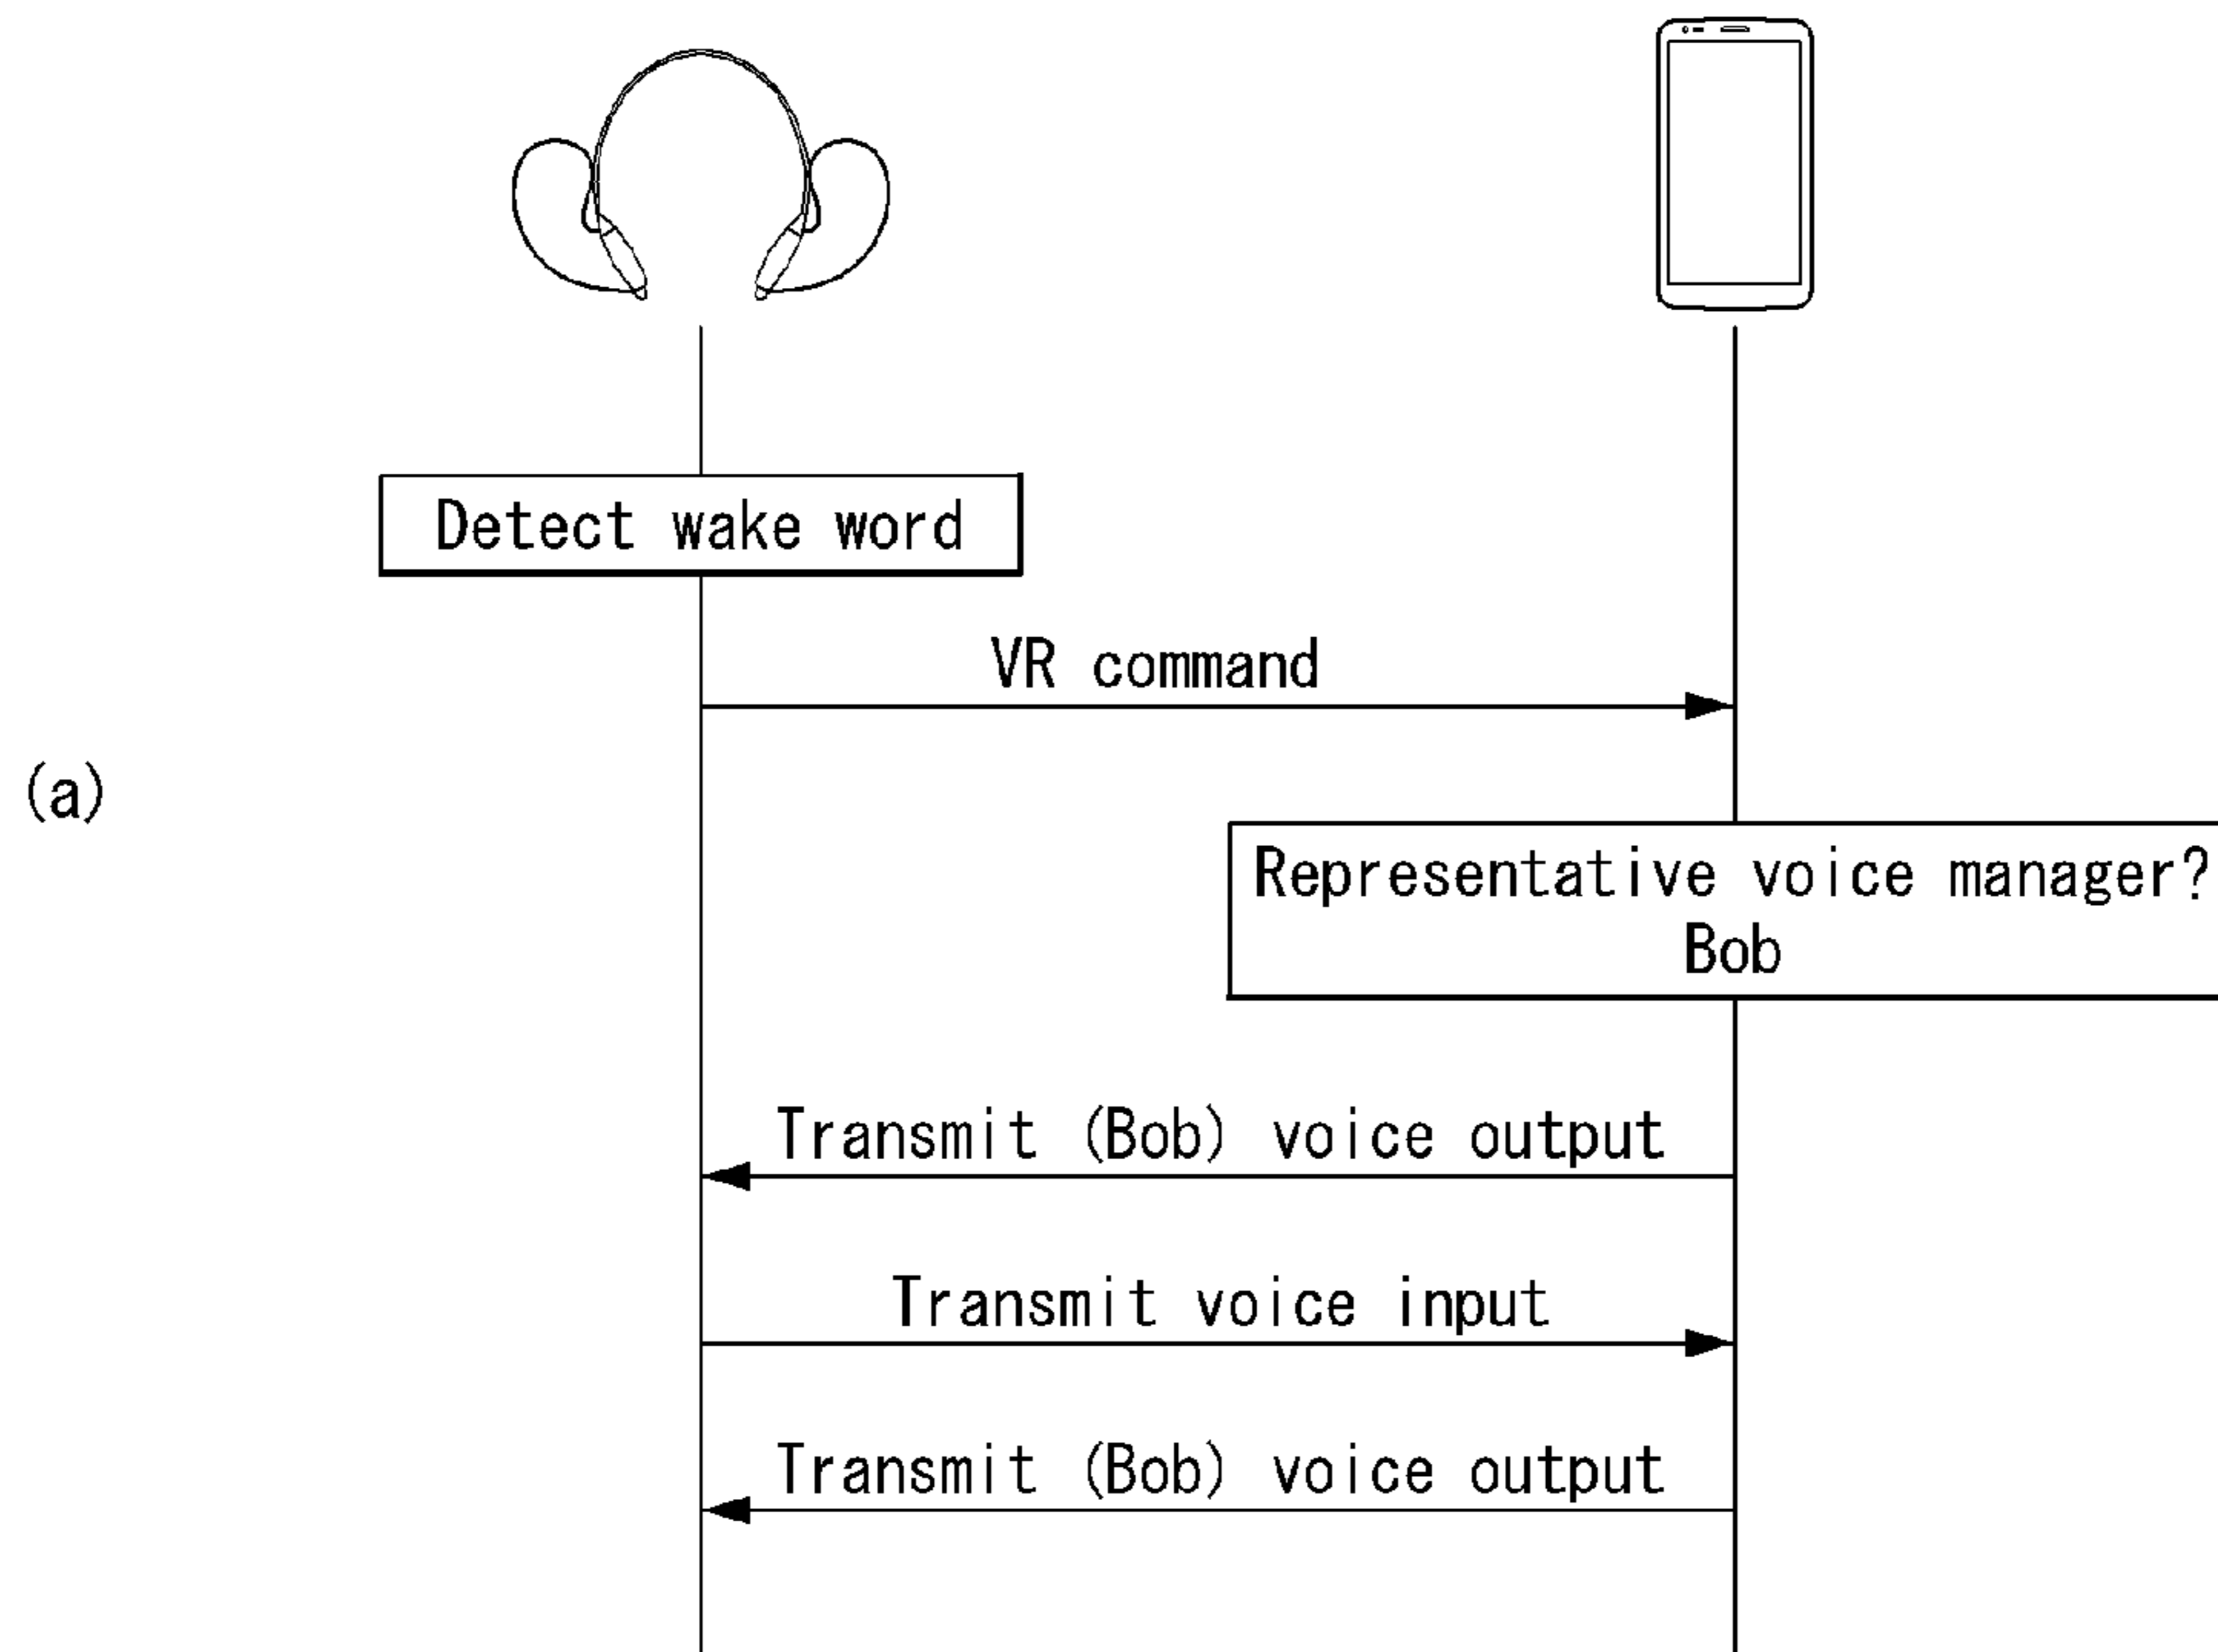 Detect wake word
VR command
(a)
Representative voice manager?
Bob
Transmit (Bob) voice output
Transmit voice input
Transmit (Bob) voice output